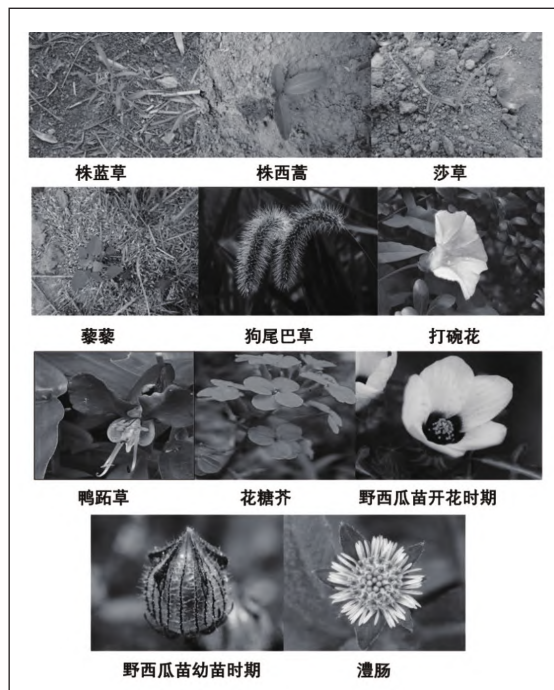 株蓝草 株西蒿 莎草
藜藜 狗尾巴草 打碗花
鸭跖草 花糖芥 野西瓜苗开花时期
野西瓜苗幼苗时期 澧肠